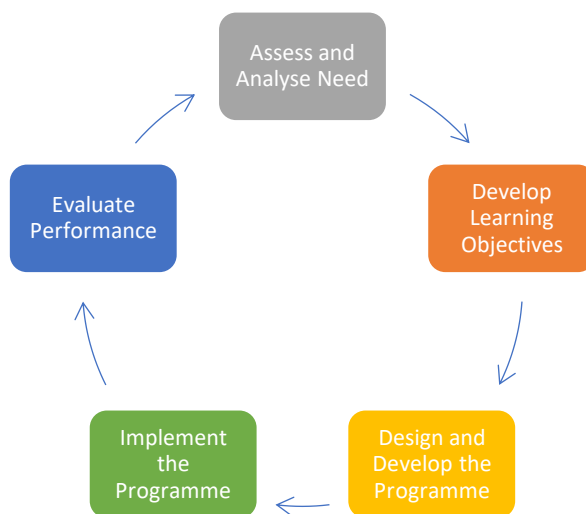 Assess and
Analyse Need
Develop
Learning
Objectives
Design and
Develop the
Programme
Implement
the
Programme
Evaluate
Performance